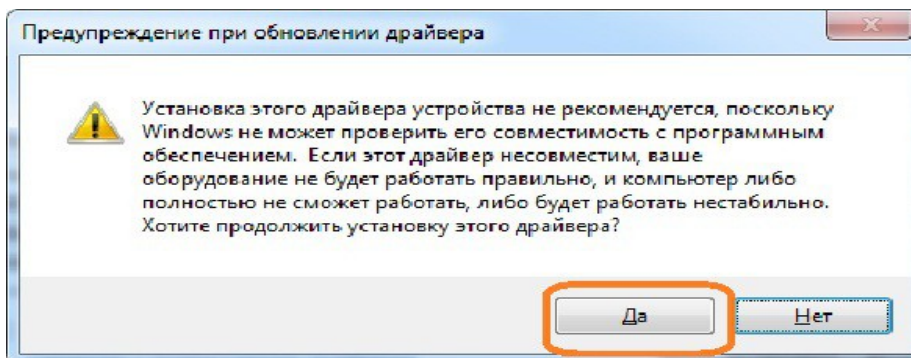 Предупреждение при обновлении драйвера
Установка этого драйвера устройства не рекомендуется, поскольку
Windows не может проверить его совместимость с программным
обеспечением. Если этот драйвер несовместим, ваше
оборудование не будет работать правильно, и компьютер либо
полностью не сможет работать, либо будет работать нестабильно.
Хотите продолжить установку этого драйвера?
Да Нет